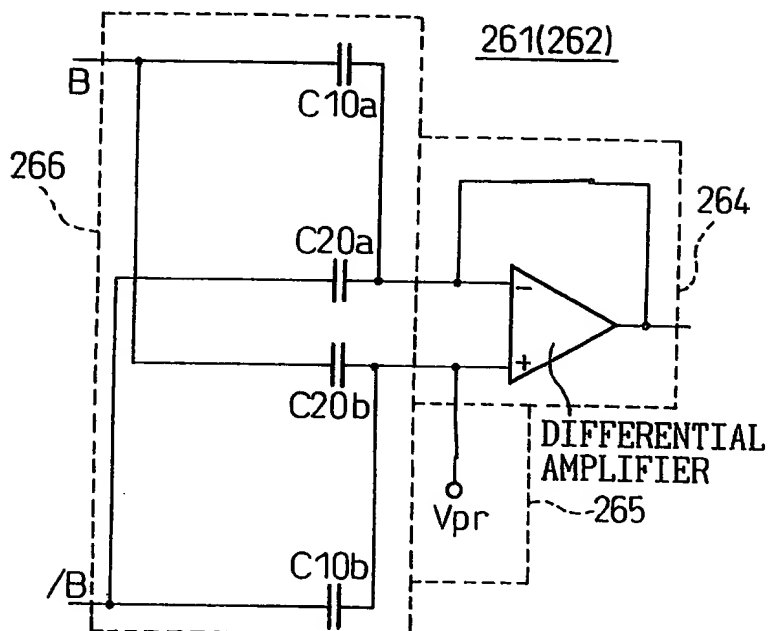 261(262)
B
C10a
266
264
C20a
−
+
C20b
DIFFERENTIAL
AMPLIFIER
Vpr
265
C10b
/B